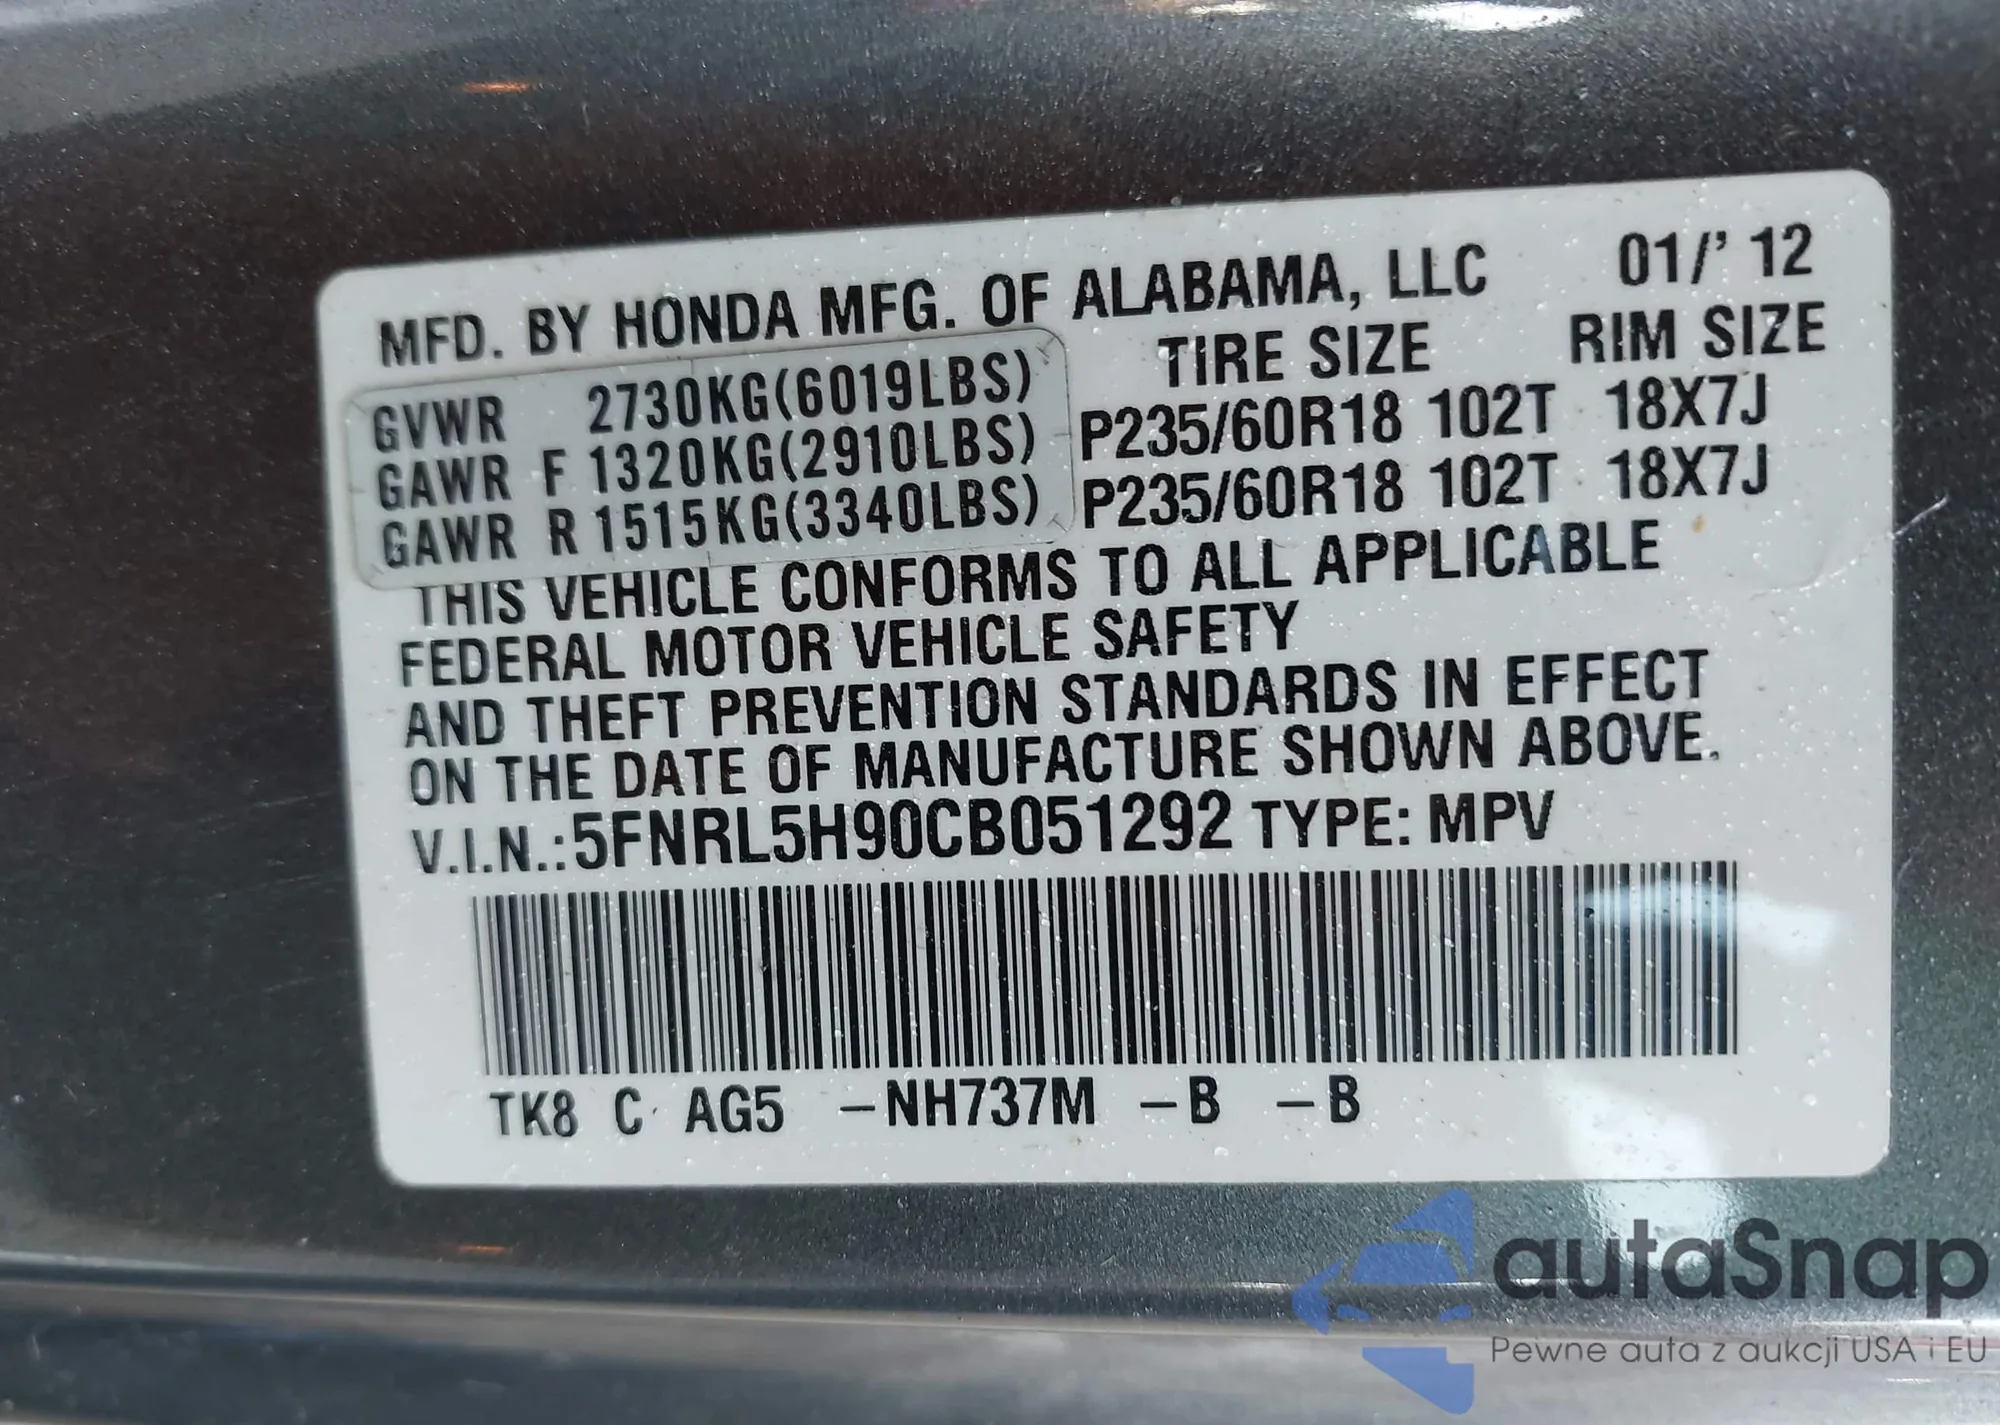 MFD. BY HONDA MFG. OF ALABAMA, LLC 01/' 12
TIRE SIZE RIM SIZE
GVWR 2730KG(6019LBS) P235/60R18 102T 18X7J
GAWR F 1320KG(2910LBS) P235/60R18 102T 18X7J
GAWR R 1515KG(3340LBS)
THIS VEHICLE CONFORMS TO ALL APPLICABLE
FEDERAL MOTOR VEHICLE SAFETY
AND THEFT PREVENTION STANDARDS IN EFFECT
ON THE DATE OF MANUFACTURE SHOWN ABOVE.
V.I.N.:5FNRL5H90CB051292 TYPE: MPV
TK8 C AG5 -NH737M -B -B
autaSnap
Pewne auta z aukcji USA i EU